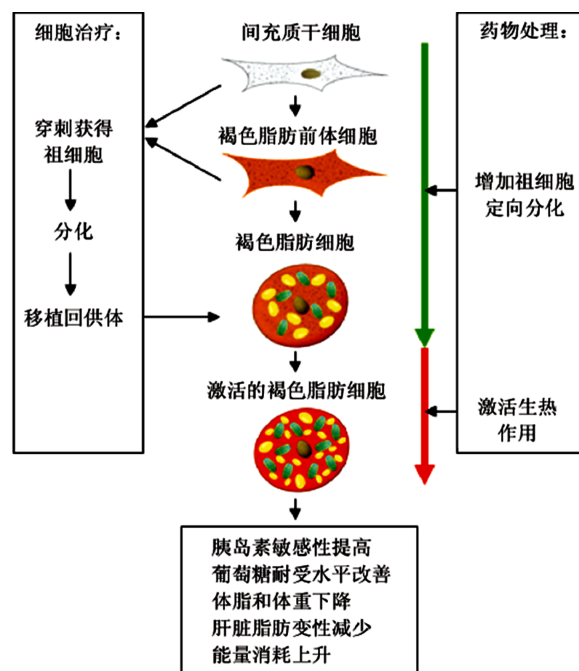 细胞治疗：
穿刺获得
祖细胞
分化
移植回供体
间充质干细胞
褐色脂肪前体细胞
褐色脂肪细胞
激活的褐色脂肪细胞
药物处理：
增加祖细胞
定向分化
激活生热
作用
胰岛素敏感性提高
葡萄糖耐受水平改善
体脂和体重下降
肝脏脂肪变性减少
能量消耗上升